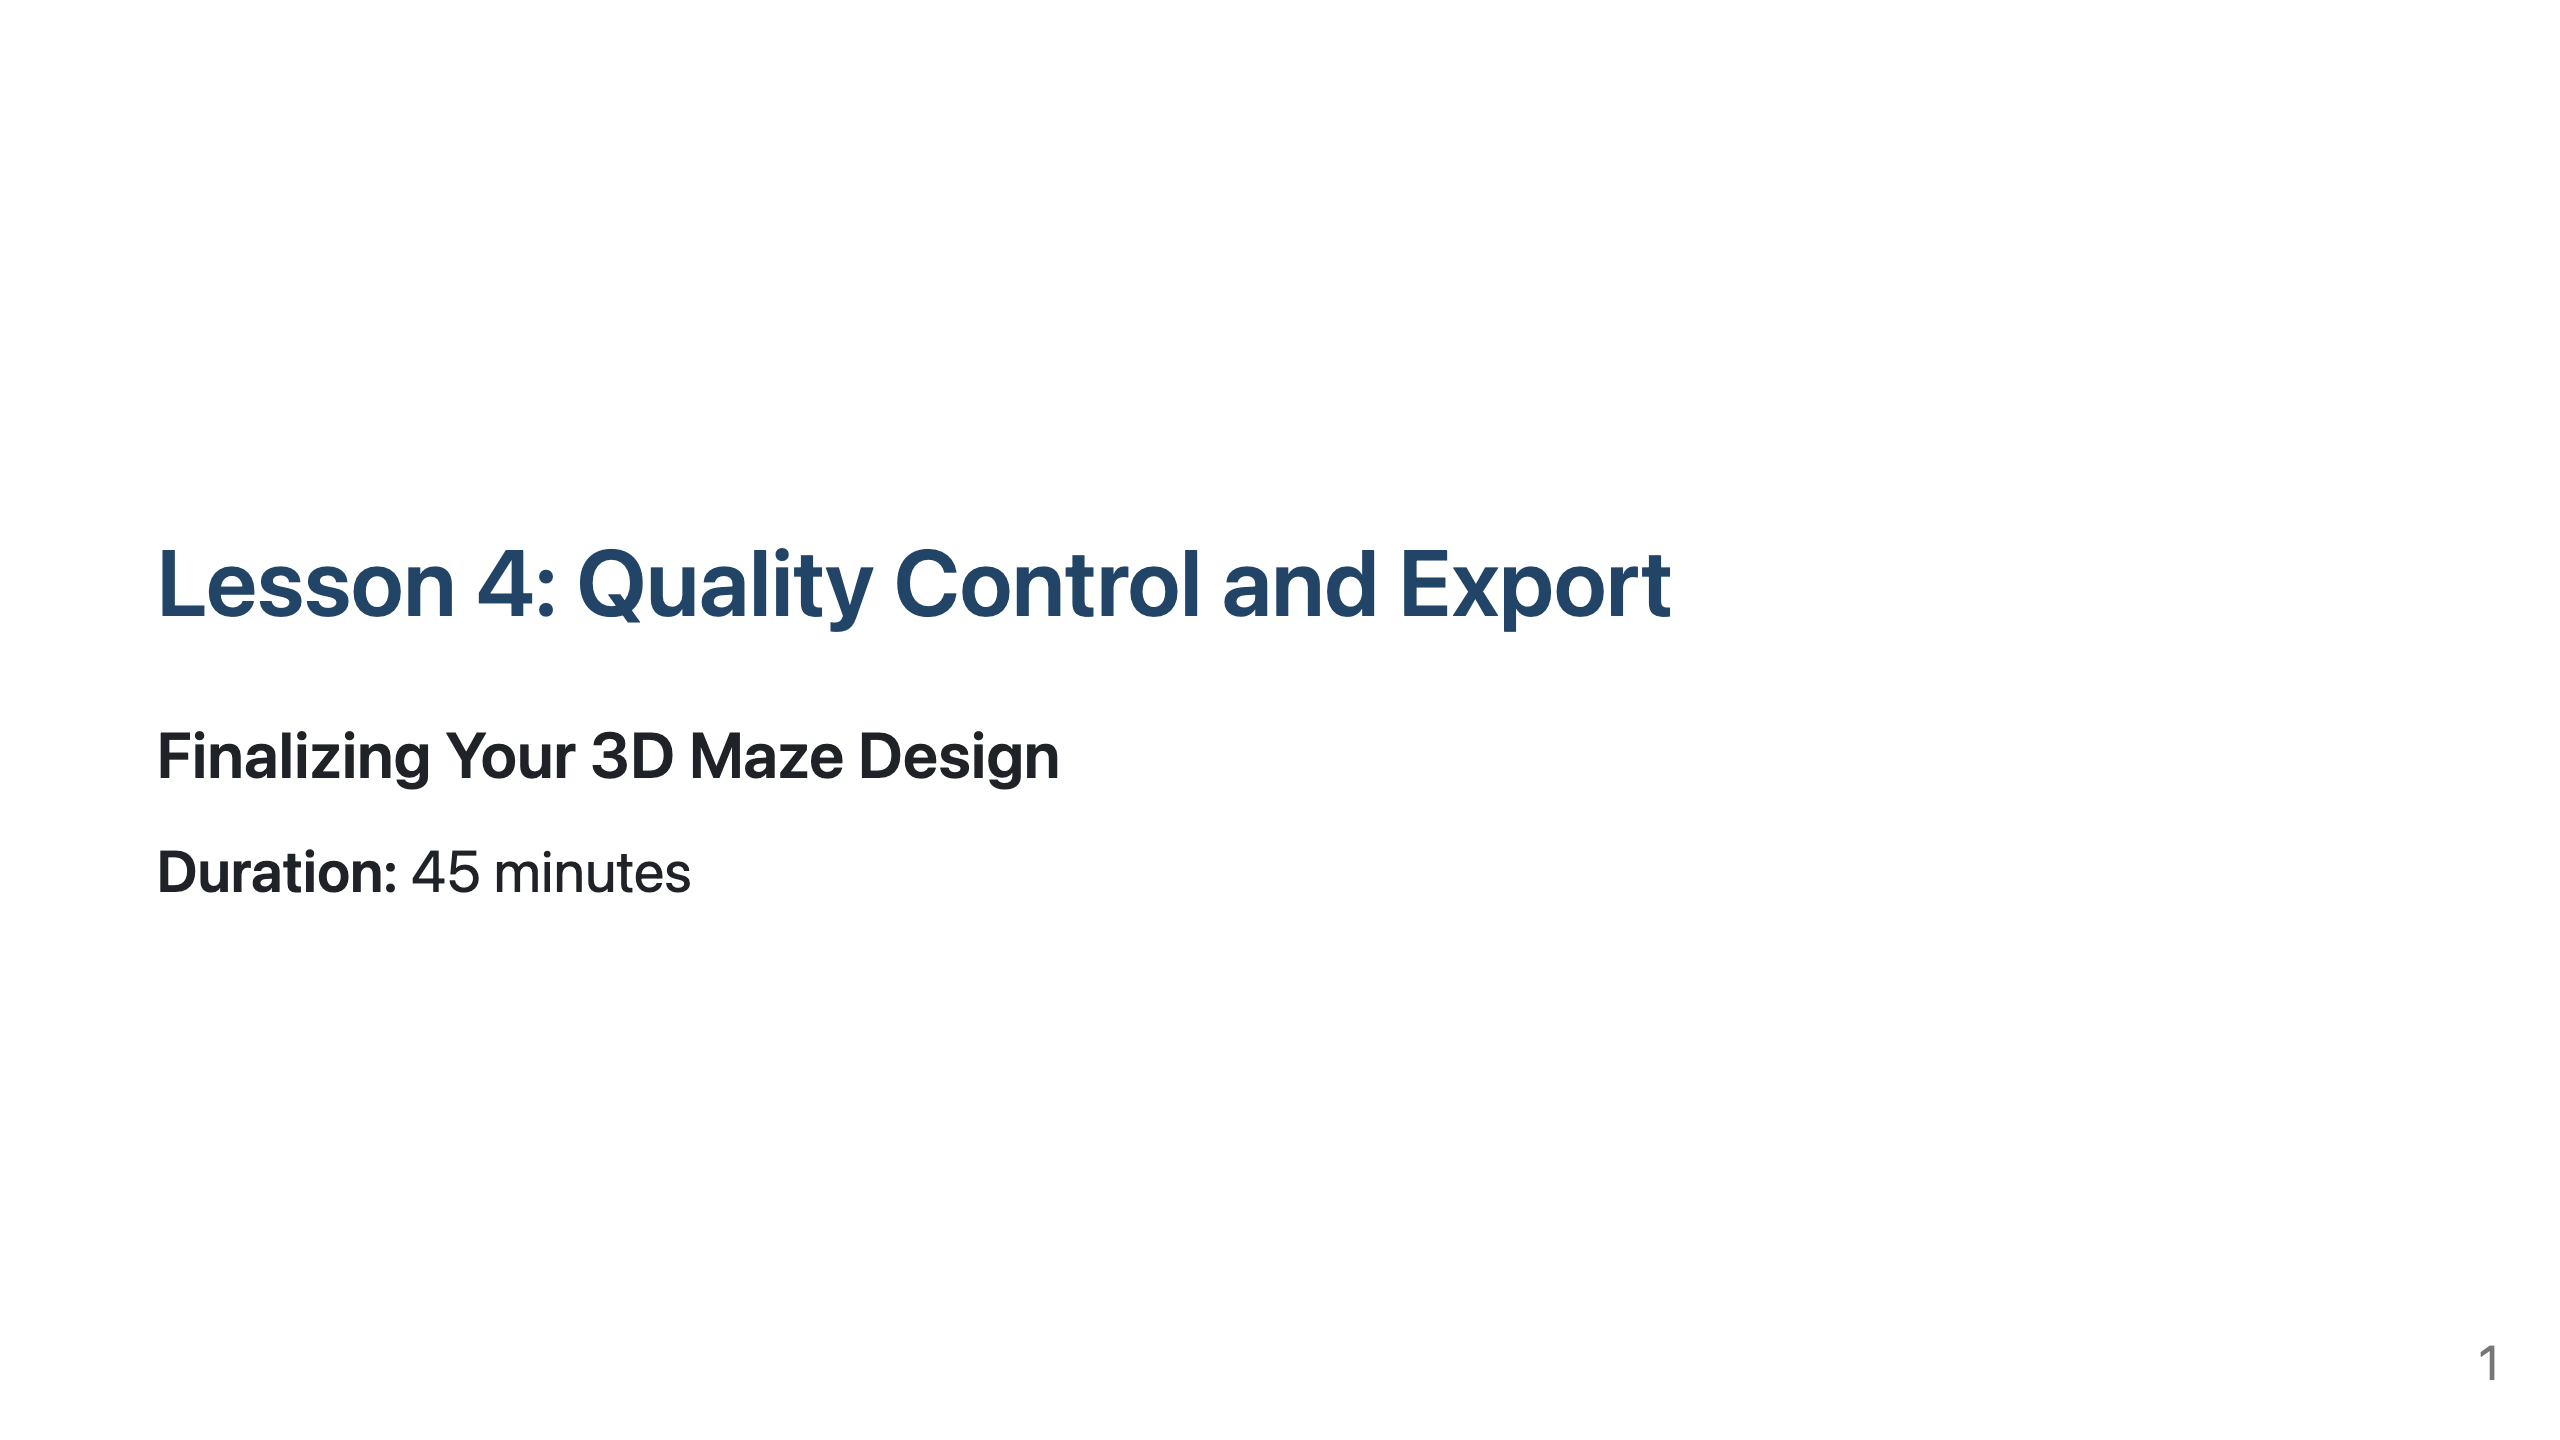 Lesson 4: Quality Control and Export
Finalizing Your 3D Maze Design
Duration: 45 minutes
1